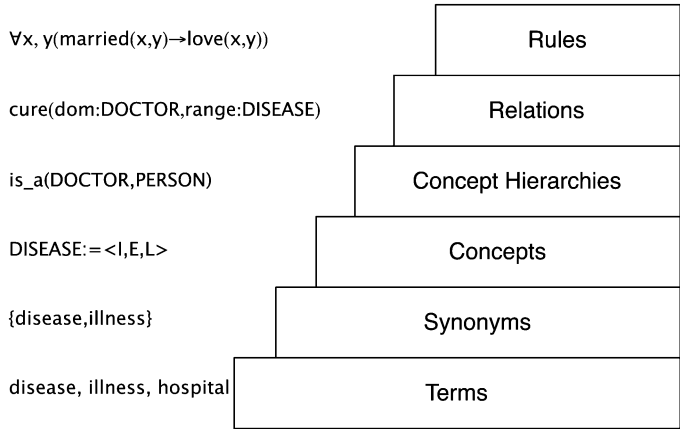 ∀x, y(married(x,y)→love(x,y))
Rules
cure(dom:DOCTOR,range:DISEASE)
Relations
is_a(DOCTOR,PERSON)
Concept Hierarchies
DISEASE:=<I,E,L>
Concepts
{disease,illness}
Synonyms
disease, illness, hospital
Terms